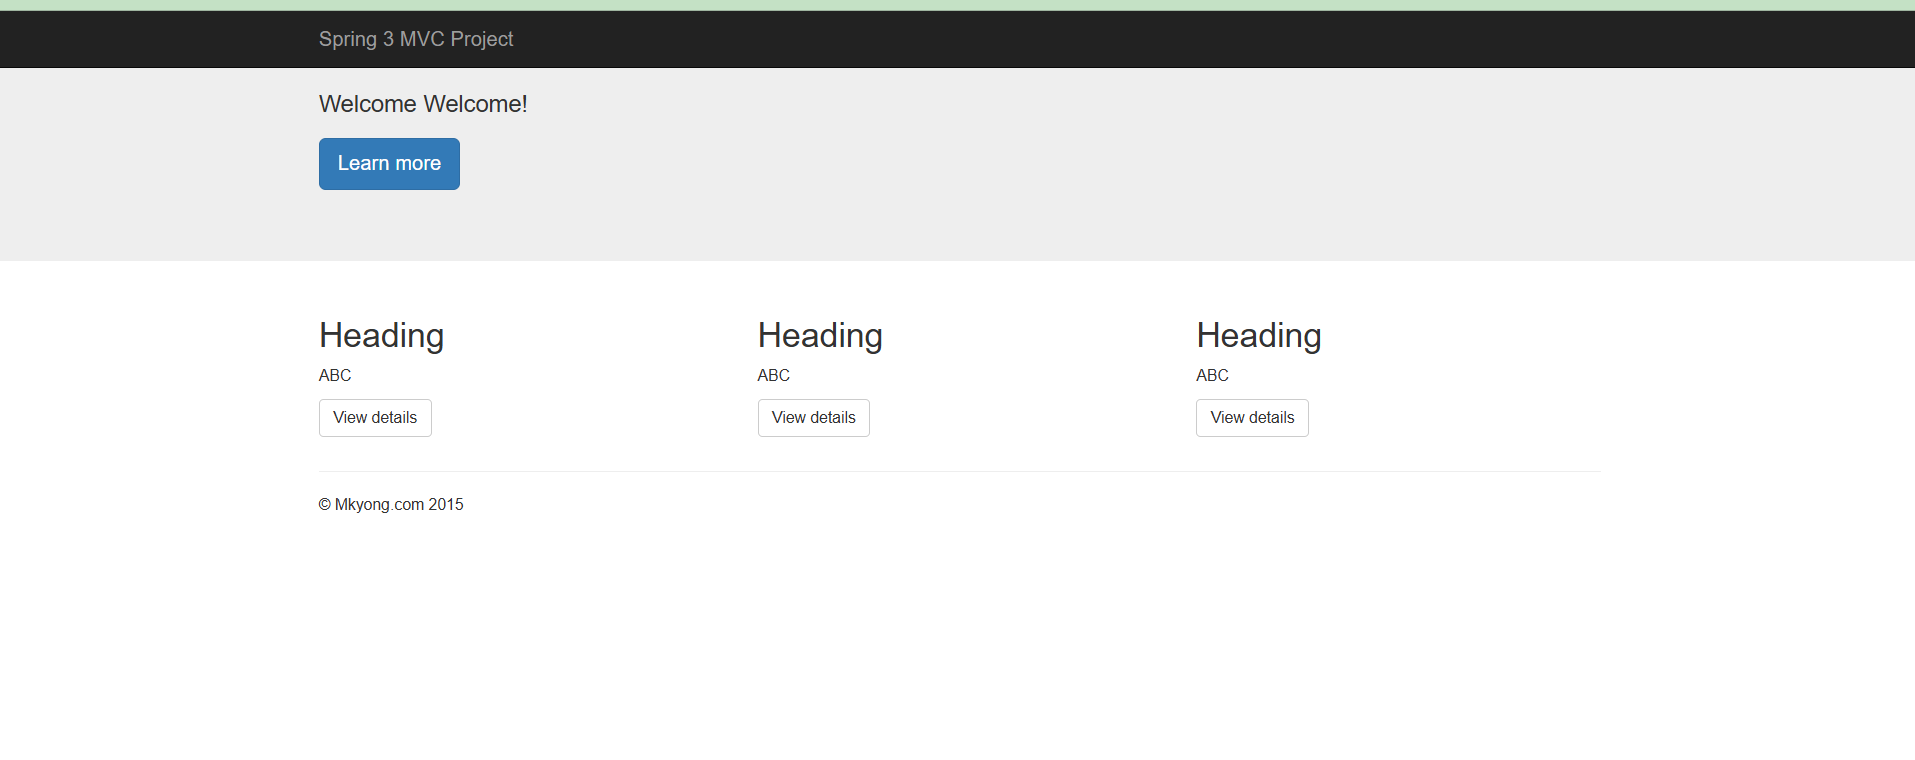 Spring 3 MVC Project
Welcome Welcome!
Learn more
Heading
ABC
View details
Heading
ABC
View details
Heading
ABC
View details
© Mkyong.com 2015